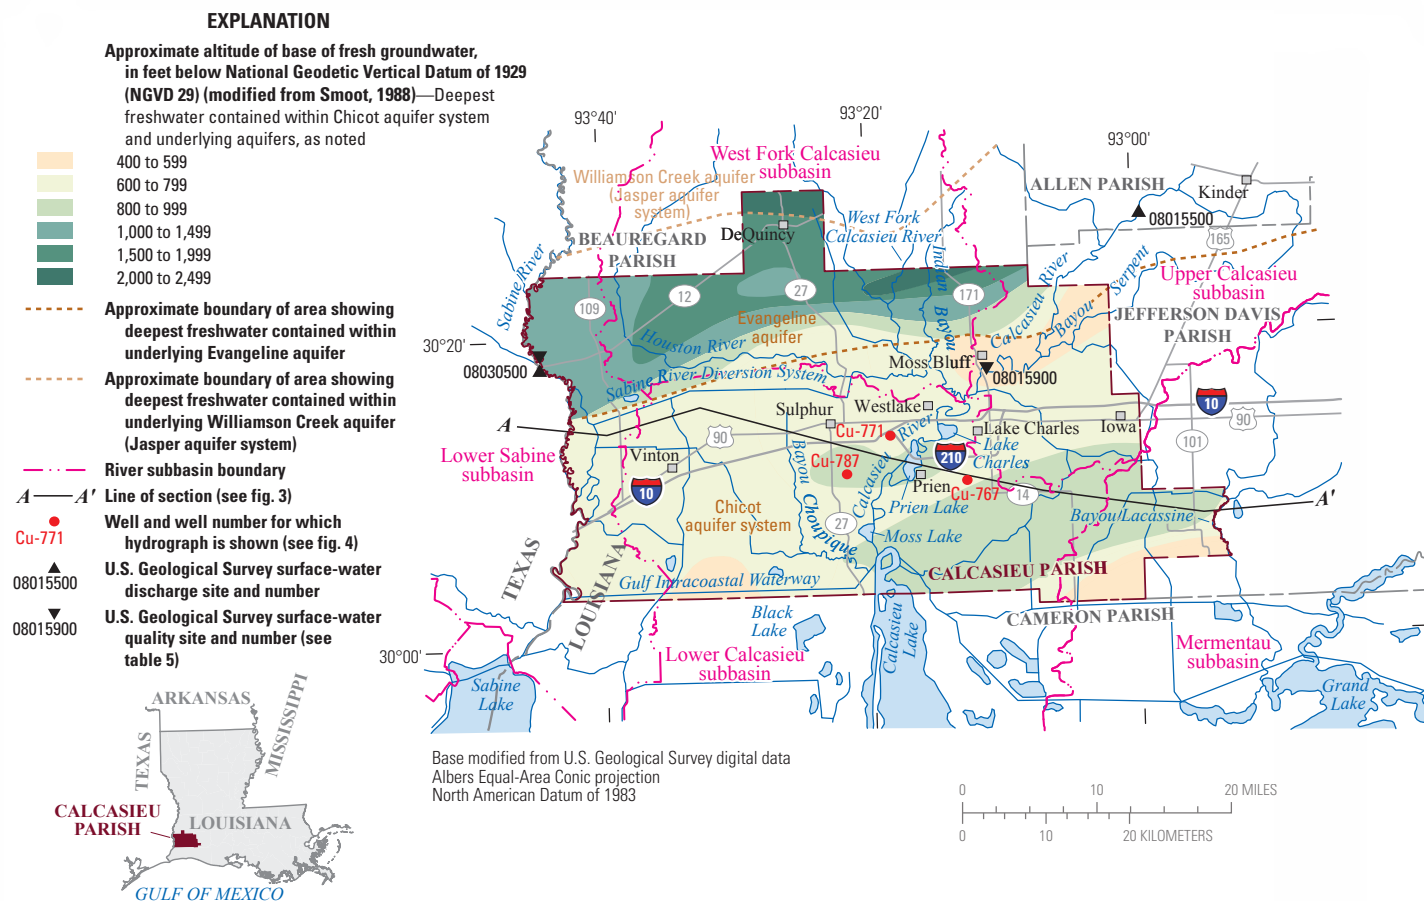 EXPLANATION
Approximate altitude of base of fresh groundwater,
in feet below National Geodetic Vertical Datum of 1929
(NGVD 29) (modified from Smoot, 1988)—Deepest
freshwater contained within Chicot aquifer system
and underlying aquifers, as noted
400 to 599
600 to 799
800 to 999
1,000 to 1,499
1,500 to 1,999
2,000 to 2,499
Approximate boundary of area showing
deepest freshwater contained within
underlying Evangeline aquifer
Approximate boundary of area showing
deepest freshwater contained within
underlying Williamson Creek aquifer
(Jasper aquifer system)
River subbasin boundary
A A' Line of section (see fig. 3)
Cu-771
Well and well number for which
hydrograph is shown (see fig. 4)
08015500
U.S. Geological Survey surface-water
discharge site and number
08015900
U.S. Geological Survey surface-water
quality site and number (see
table 5)
93°40'
93°20'
93°00'
30°20'
30°00'
West Fork Calcasieu
subbasin
Williamson Creek aquifer
(Jasper aquifer
system)
ALLEN PARISH
Kinder
08015500
165
BEAUREGARD
PARISH
DeQuincy
West Fork
Calcasieu River
Indian
Bayou
Calcasieu River
Bayou Serpent
Upper Calcasieu
subbasin
JEFFERSON DAVIS
PARISH
Sabine River
109
12
27
171
Evangeline
aquifer
Houston River
Sabine River Diversion System
08030500
Moss Bluff
08015900
10
90
101
A
Sulphur
Westlake
Cu-771
River
Lake Charles
Lake
Charles
Iowa
Lower Sabine
subbasin
Vinton
90
10
Bayou
Choupique
Cu-787
Calcasieu
210
Prien
Cu-767
14
A'
Chicot
aquifer system
27
Prien Lake
Moss Lake
Bayou Lacassine
TEXAS
LOUISIANA
Gulf Intracoastal Waterway
CALCASIEU PARISH
CAMERON PARISH
Black
Lake
Calcasieu
Lake
Lower Calcasieu
subbasin
Mermentau
subbasin
Sabine
Lake
Grand
Lake
Base modified from U.S. Geological Survey digital data
Albers Equal-Area Conic projection
North American Datum of 1983
0 10 20 MILES
0 10 20 KILOMETERS
ARKANSAS
TEXAS
MISSISSIPPI
CALCASIEU
PARISH
LOUISIANA
GULF OF MEXICO